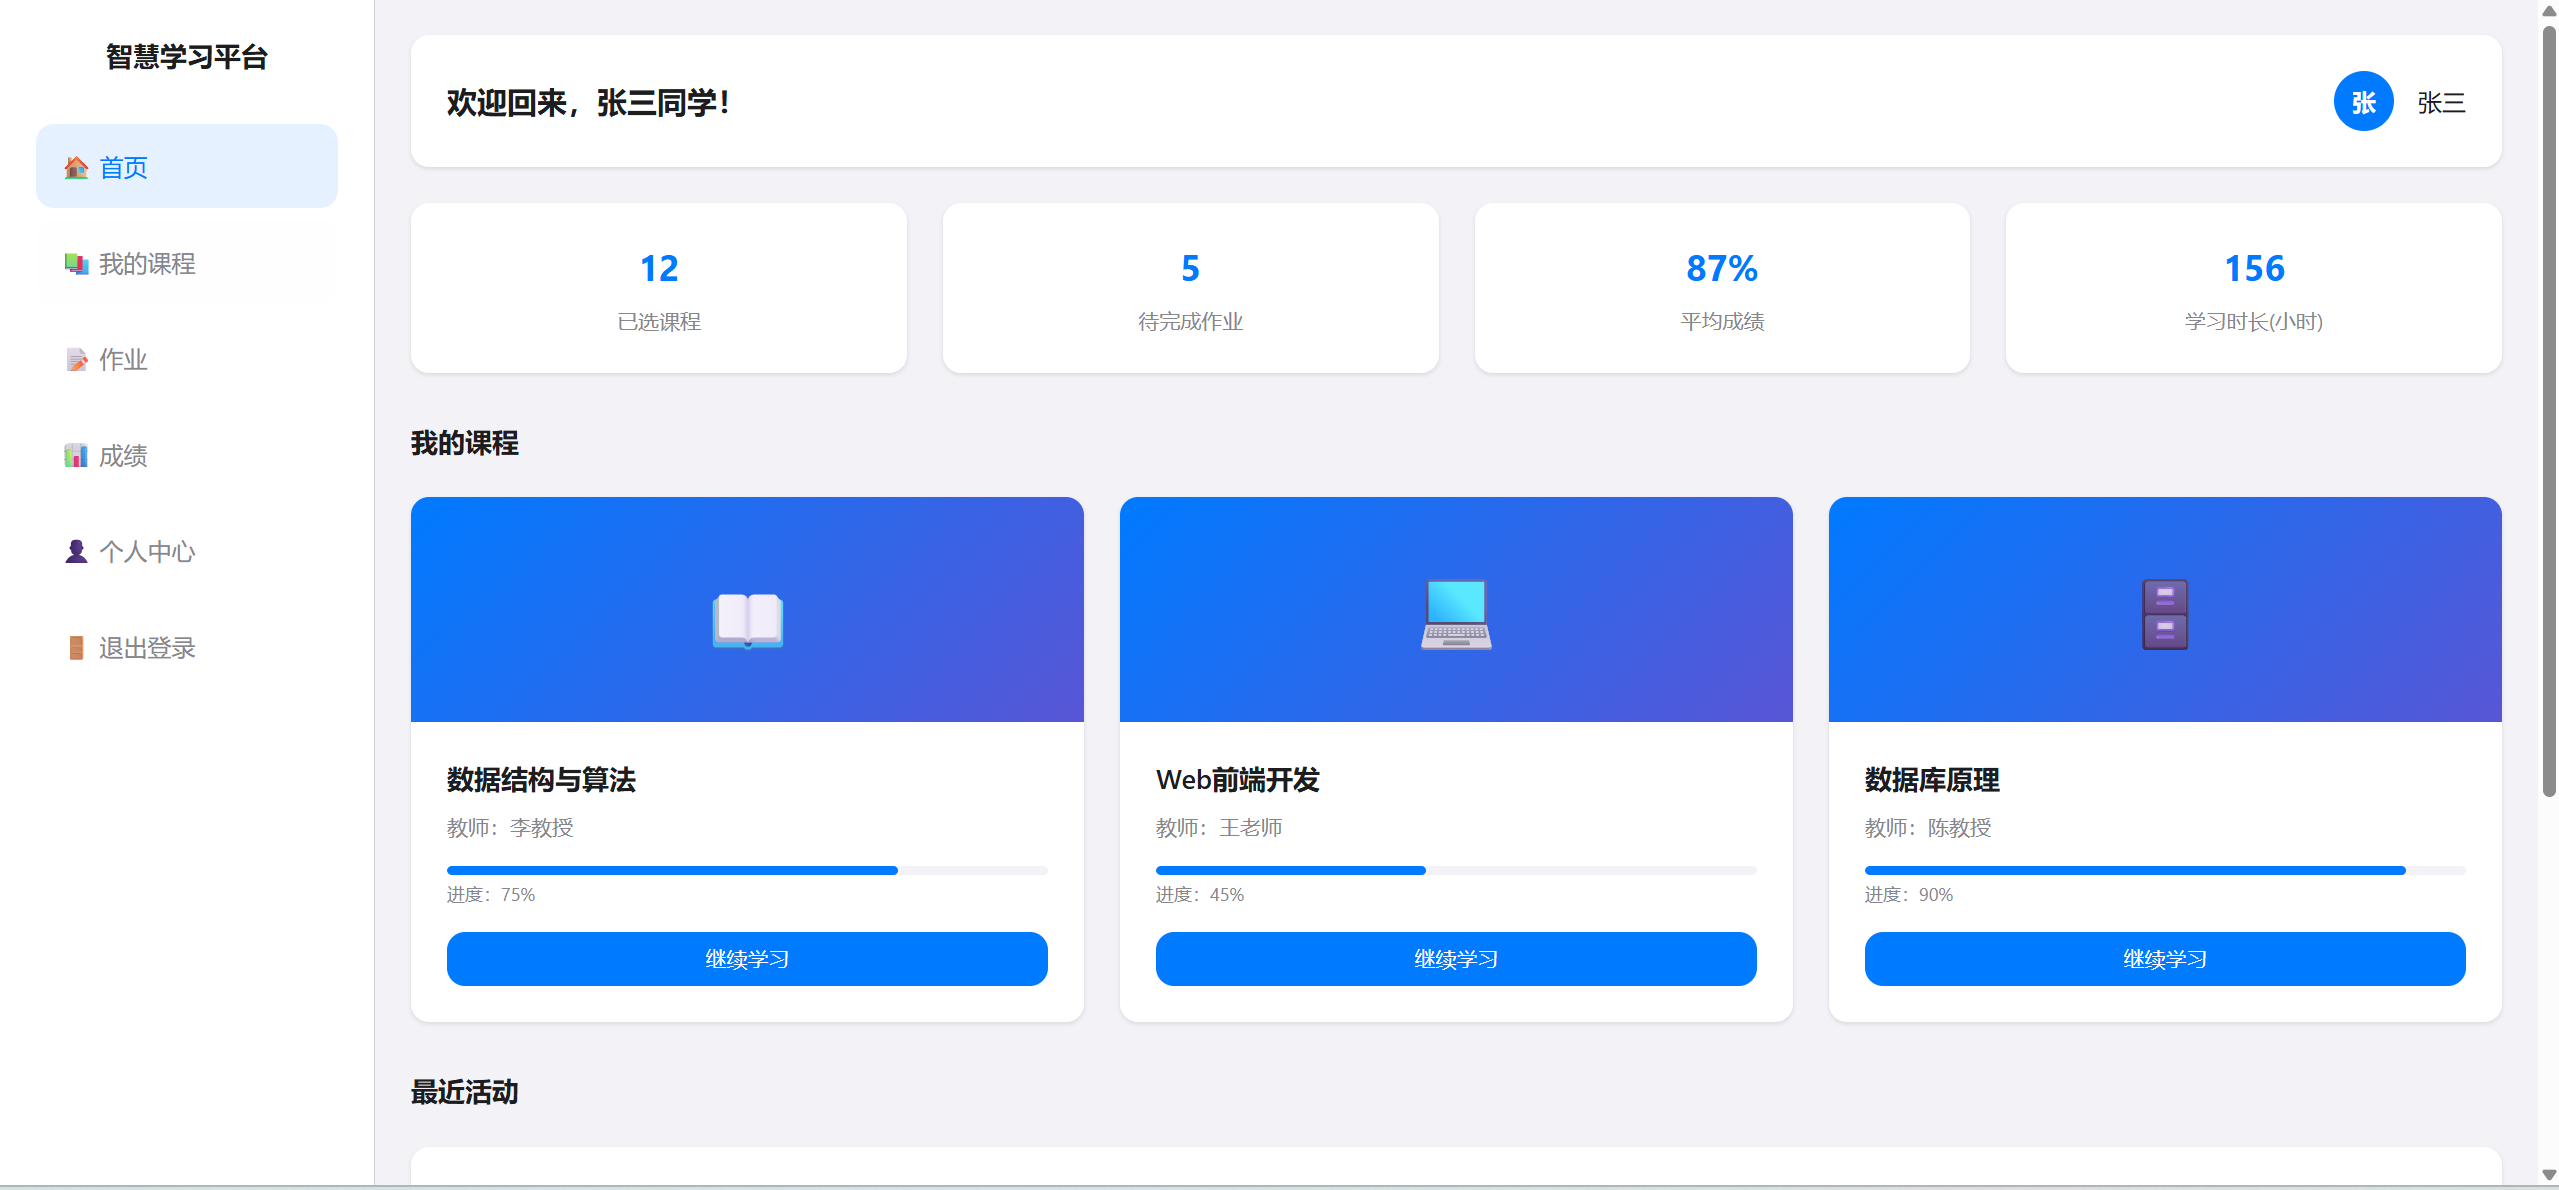 智慧学习平台
首页
我的课程
作业
成绩
个人中心
退出登录
欢迎回来，张三同学！
张 张三
12
已选课程
5
待完成作业
87%
平均成绩
156
学习时长(小时)
我的课程
数据结构与算法
教师：李教授
进度：75%
继续学习
Web前端开发
教师：王老师
进度：45%
继续学习
数据库原理
教师：陈教授
进度：90%
继续学习
最近活动